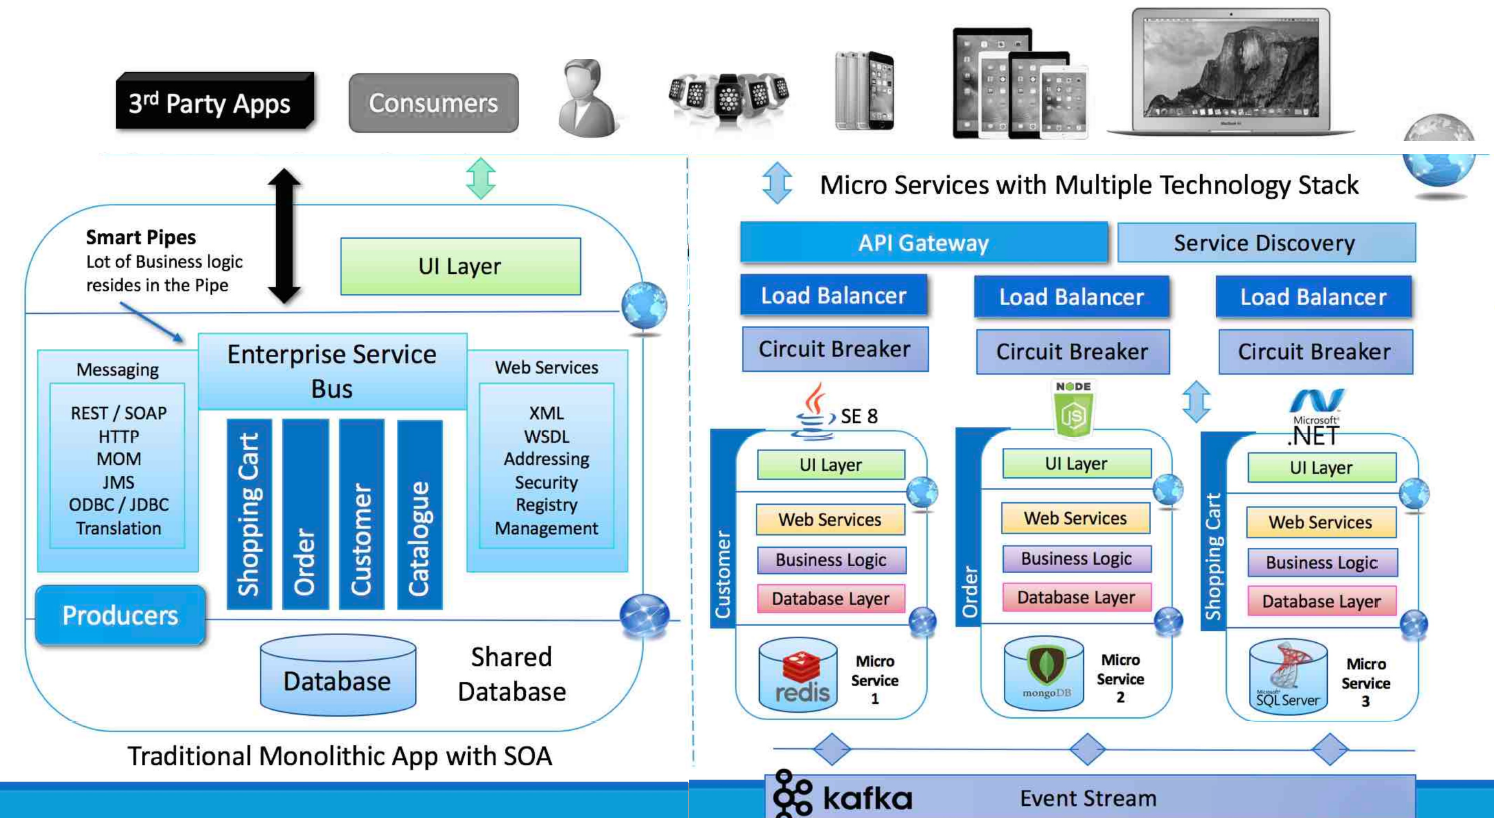 3rd Party Apps
Consumers
Smart Pipes
Lot of Business logic
resides in the Pipe
UI Layer
Messaging
REST / SOAP
HTTP
MOM
JMS
ODBC / JDBC
Translation
Enterprise Service
Bus
Web Services
XML
WSDL
Addressing
Security
Registry
Management
Shopping Cart
Order
Customer
Catalogue
Producers
Database
Shared
Database
Traditional Monolithic App with SOA
Micro Services with Multiple Technology Stack
API Gateway
Service Discovery
Load Balancer
Load Balancer
Load Balancer
Circuit Breaker
Circuit Breaker
Circuit Breaker
SE 8
Customer
UI Layer
Web Services
Business Logic
Database Layer
redis
Micro
Service
1
NODE
JS
Order
UI Layer
Web Services
Business Logic
Database Layer
mongoDB
Micro
Service
2
Microsoft
.NET
Shopping Cart
UI Layer
Web Services
Business Logic
Database Layer
Microsoft
SQL Server
Micro
Service
3
kafka
Event Stream